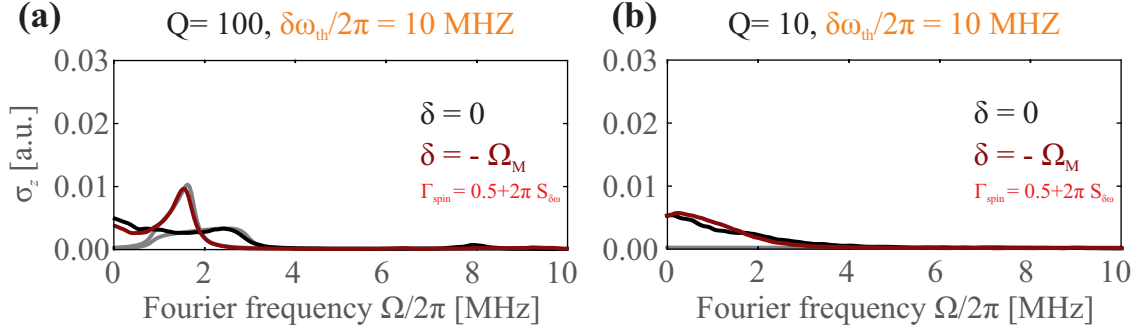 (a)
Q= 100, δω_th/2π = 10 MHZ
0.03
0.02
0.01
0.00
σ_z [a.u.]
δ = 0
δ = - Ω_M
Γ_spin = 0.5+2π S_δω
0 2 4 6 8 10
Fourier frequency Ω/2π [MHz]
(b)
Q= 10, δω_th/2π = 10 MHZ
0.03
0.02
0.01
0.00
δ = 0
δ = - Ω_M
Γ_spin = 0.5+2π S_δω
0 2 4 6 8 10
Fourier frequency Ω/2π [MHz]